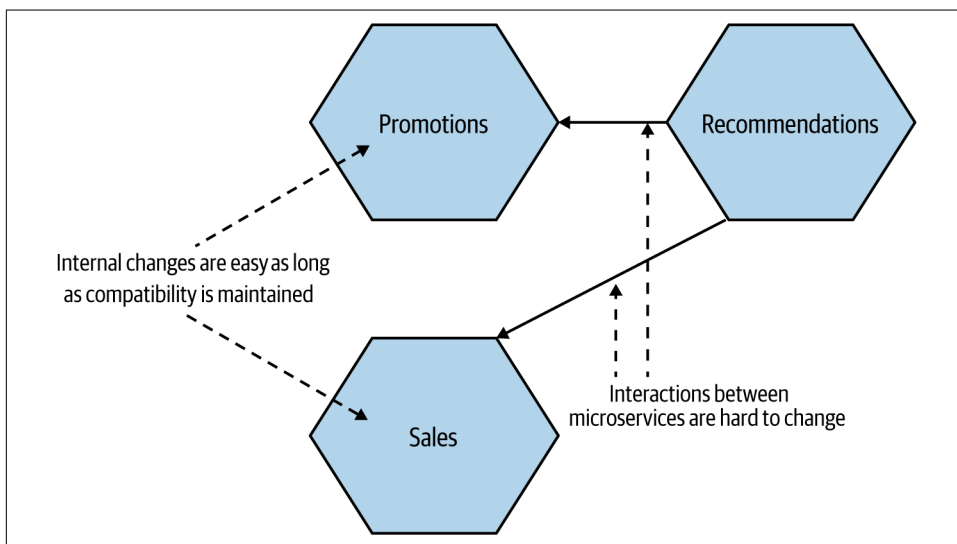 Promotions
Recommendations
Internal changes are easy as long
as compatibility is maintained
Interactions between
microservices are hard to change
Sales